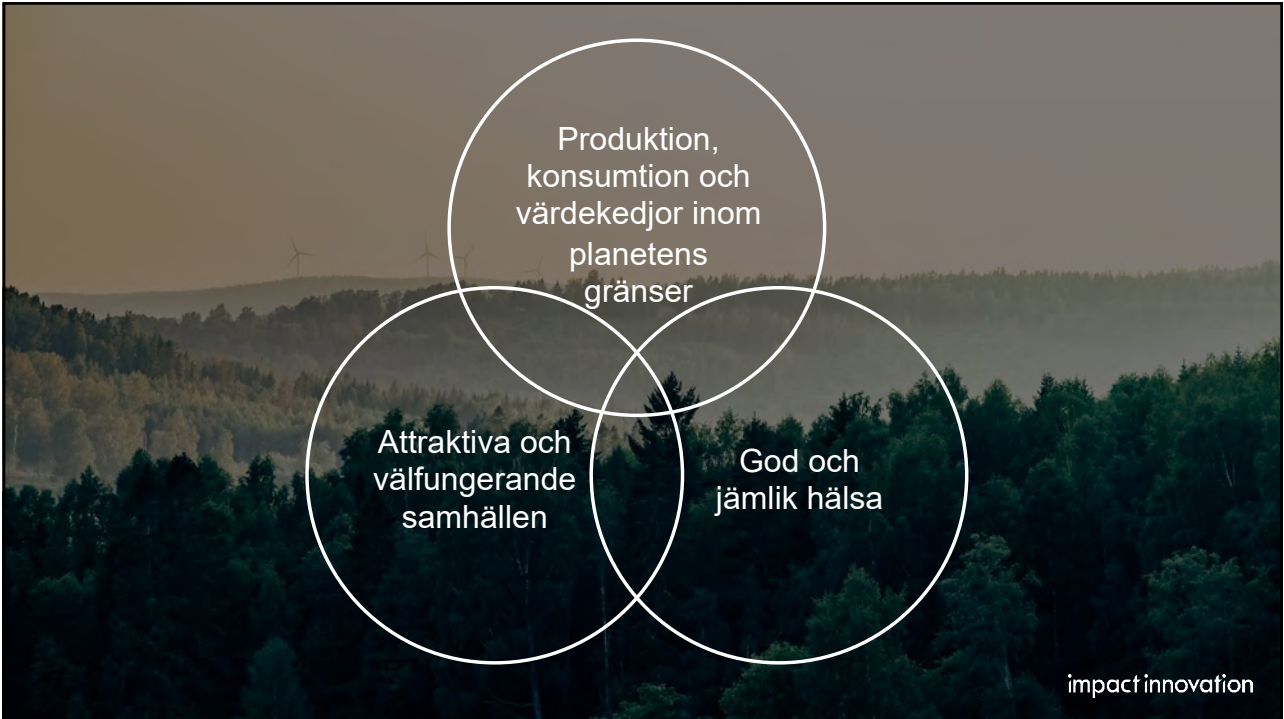 Produktion,
konsumtion och
värdekedjor inom
planetens
gränser
Attraktiva och
välfungerande
samhällen
God och
jämlik hälsa
impact innovation